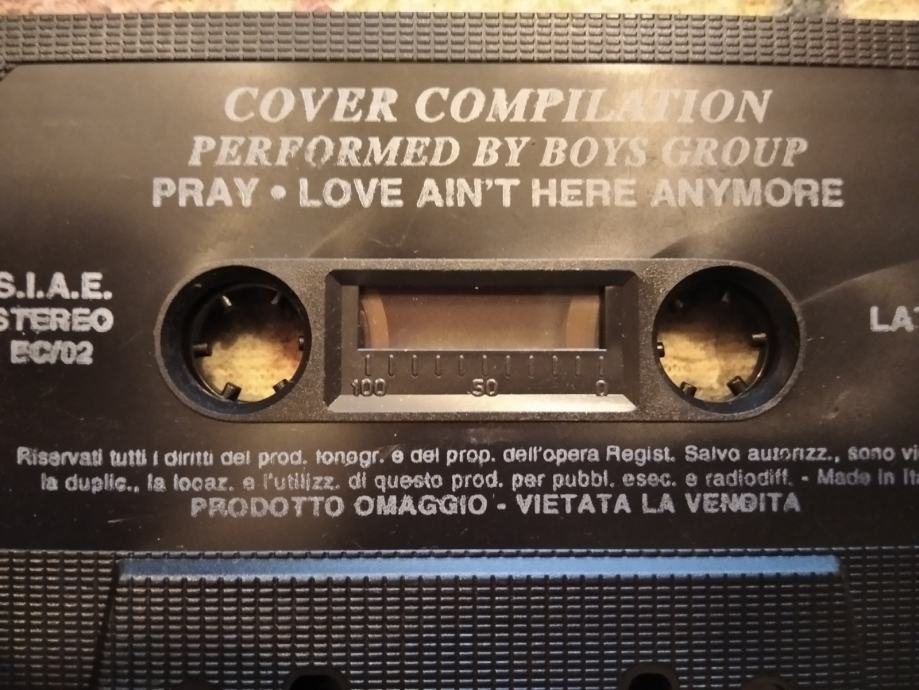 COVER COMPILATION
PERFORMED BY BOYS GROUP
PRAY • LOVE AIN'T HERE ANYMORE
S.I.A.E.
STEREO
EC/02
LA
100 50 0
Riservati tutti i diritti del prod. fonogr. e del prop. dell'opera Regist. Salvo autorizz., sono
la duplic., la locaz. e l'utilizz. di questo prod. per pubbl. esec. e radiodiff. - Made in
PRODOTTO OMAGGIO - VIETATA LA VENDITA